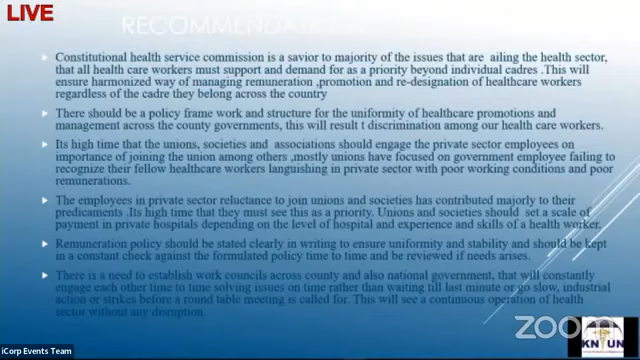 LIVE
RECOMMENDATIONS
Constitutional health service commission is a savior to majority of the issues that are ailing the health sector,
that all health care workers must support and demand for as a priority beyond individual cadres .This will
ensure harmonized way of managing remuneration ,promotion and re-designation of healthcare workers
regardless of the cadre they belong across the country
There should be a policy frame work and structure for the uniformity of healthcare promotions and
management across the county governments, this will result t discrimination among our health care workers.
Its high time that the unions, societies and associations should engage the private sector employees on
importance of joining the union among others ,mostly unions have focused on government employee failing to
recognize their fellow healthcare workers languishing in private sector with poor working conditions and poor
remunerations.
The employees in private sector reluctance to join unions and societies has contributed majorly to their
predicaments .Its high time that they must see this as a priority. Unions and societies should set a scale of
payment in private hospitals depending on the level of hospital and experience and skills of a health worker.
Remuneration policy should be stated clearly in writing to ensure uniformity and stability and should be kept
in a constant check against the formulated policy time to time and be reviewed if needs arises.
There is a need to establish work councils across county and also national government, that will constantly
engage each other time to time solving issues on time rather than waiting till last minute or go slow, industrial
action or strikes before a round table meeting is called for. This will see a continuous operation of health
sector without any disruption.
zoom
KNUN
iCorp Events Team